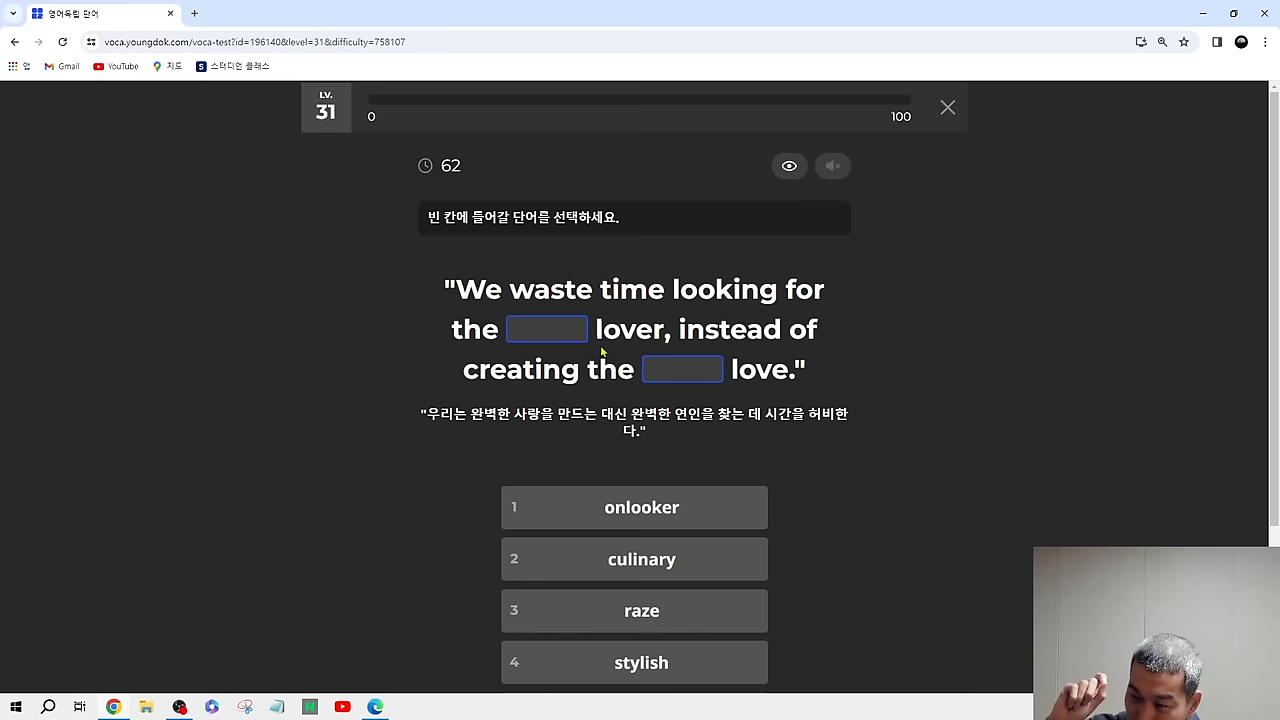 영어독립 단어
voca.youngdok.com/voca-test?id=196140&level=31&difficulty=758107
앱 Gmail YouTube 지도 S 스터디언 클래스
LV.
31
0 100
62
빈 칸에 들어갈 단어를 선택하세요.
"We waste time looking for
the lover, instead of
creating the love."
"우리는 완벽한 사랑을 만드는 대신 완벽한 연인을 찾는 데 시간을 허비한
다."
1 onlooker
2 culinary
3 raze
4 stylish